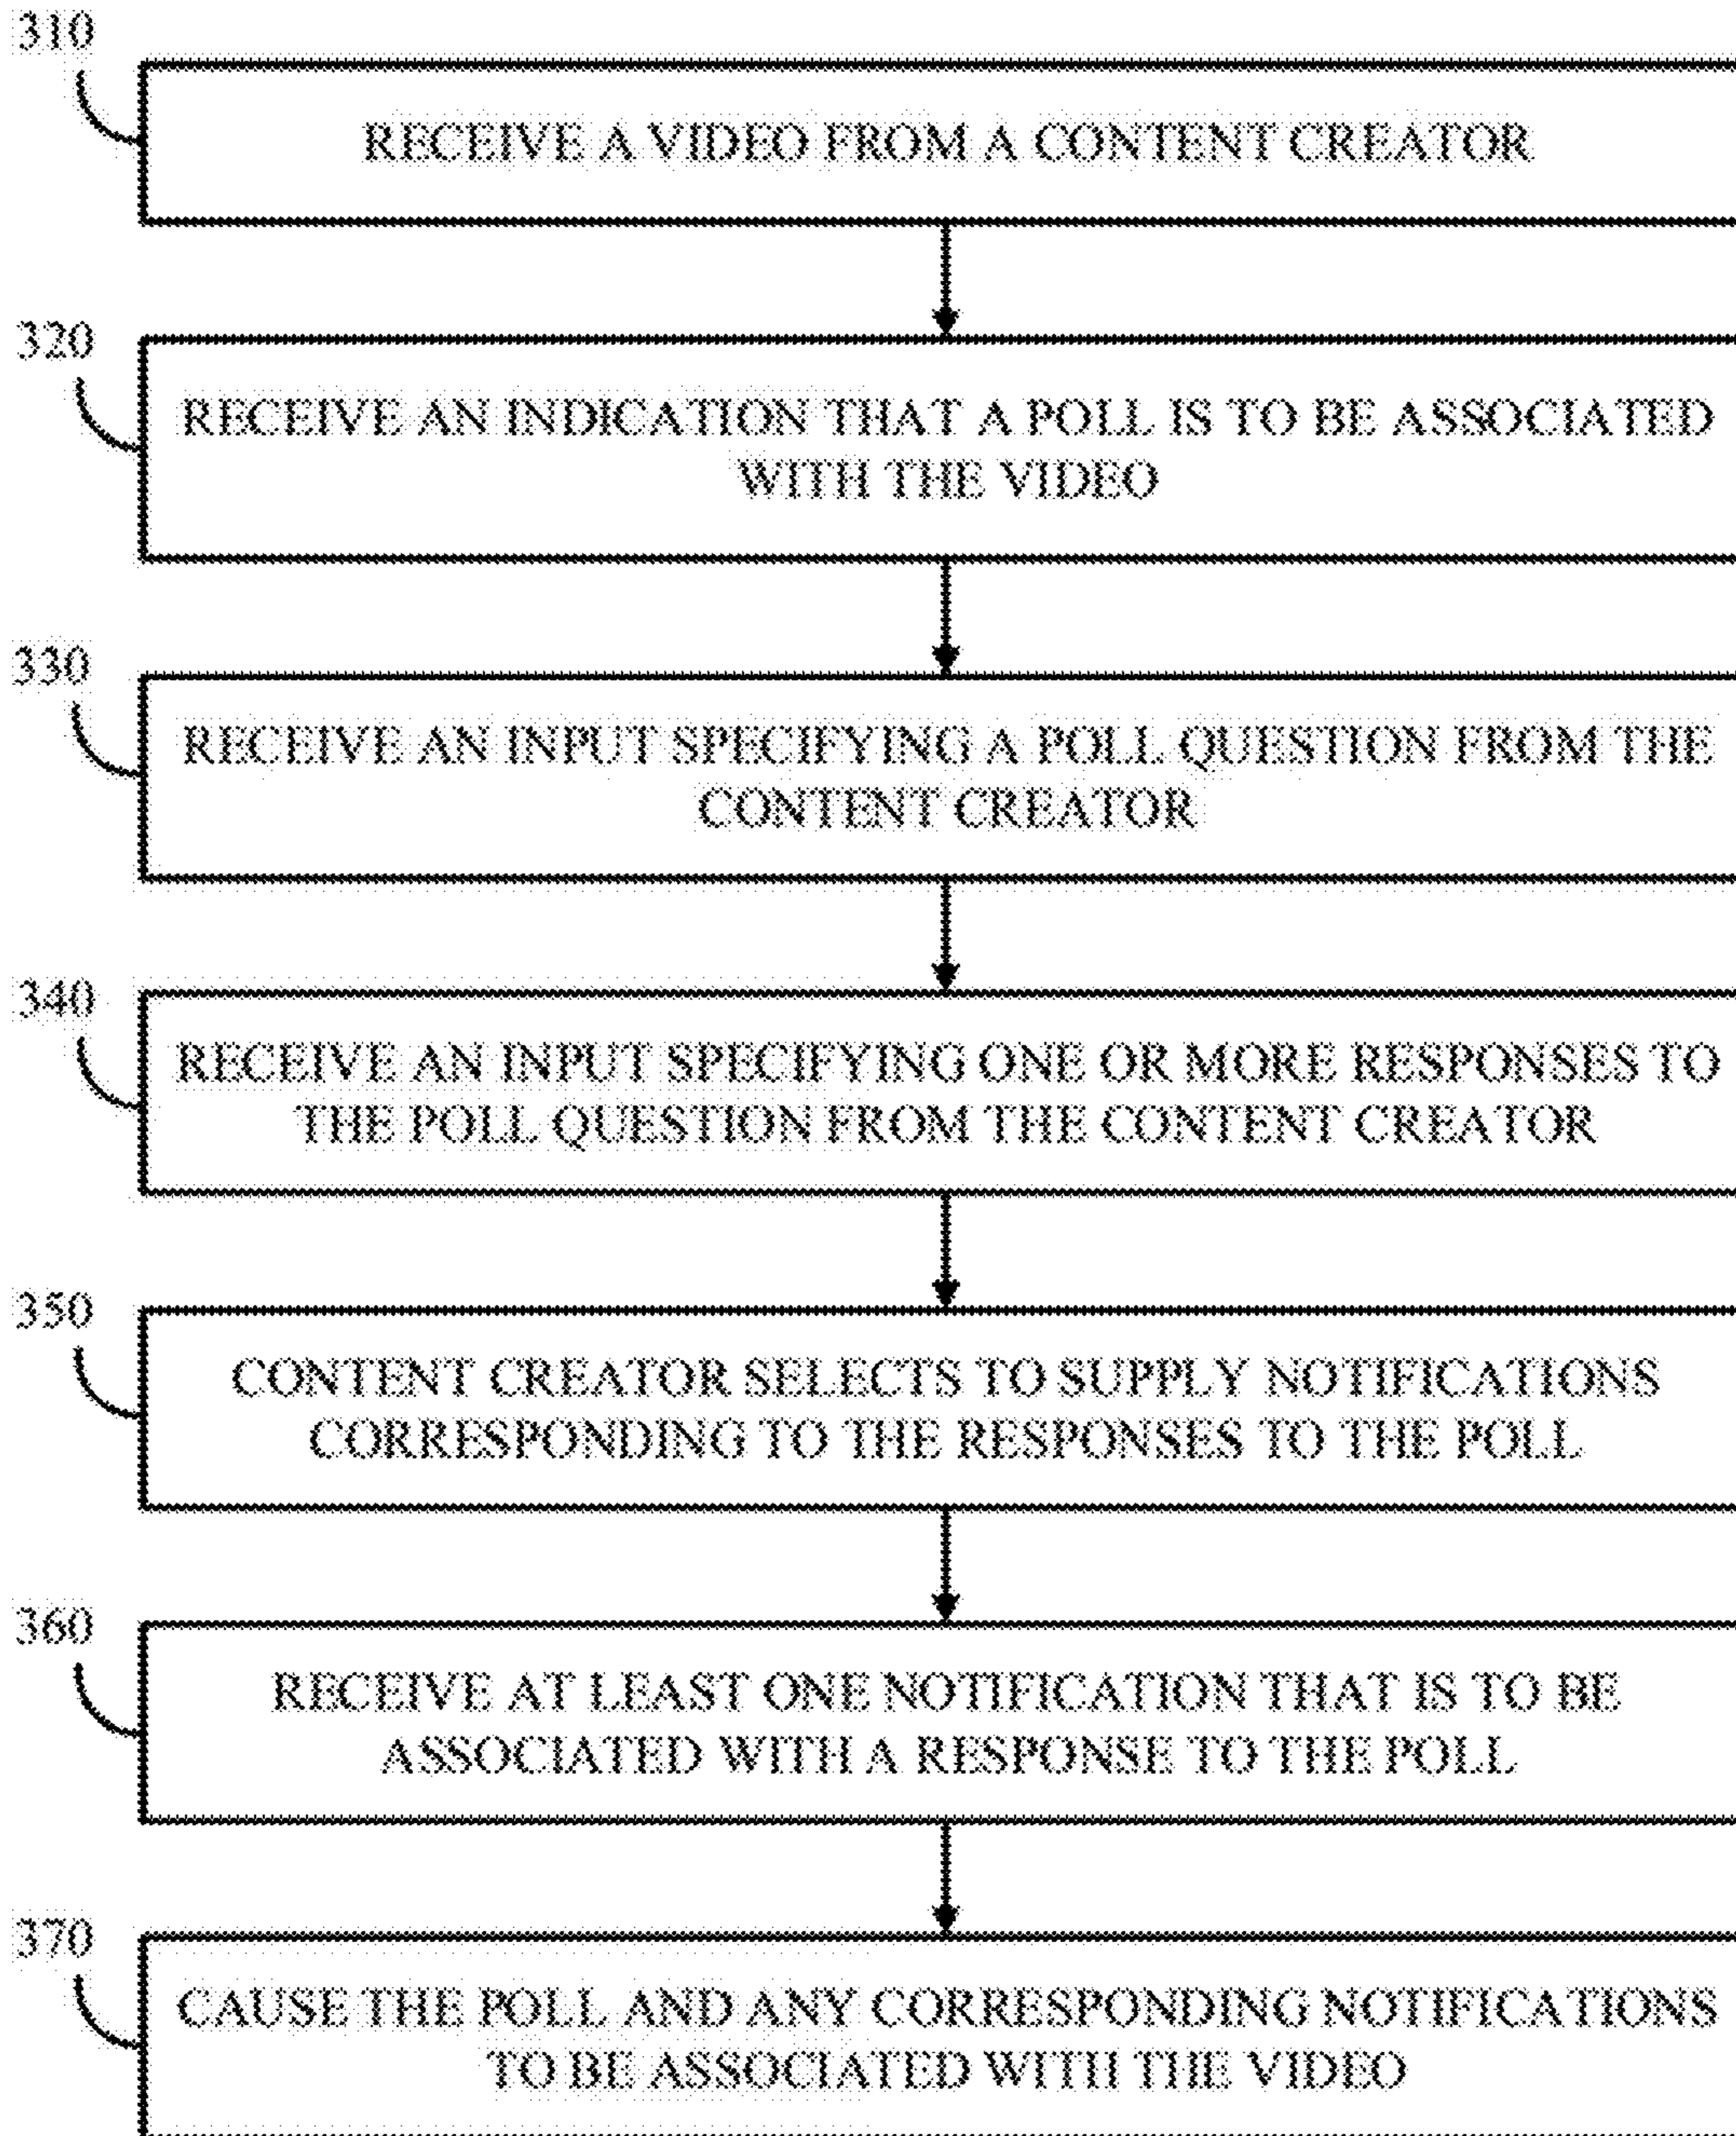 310
RECEIVE A VIDEO FROM A CONTENT CREATOR
320
RECEIVE AN INDICATION THAT A POLL IS TO BE ASSOCIATED
WITH THE VIDEO
330
RECEIVE AN INPUT SPECIFYING A POLL QUESTION FROM THE
CONTENT CREATOR
340
RECEIVE AN INPUT SPECIFYING ONE OR MORE RESPONSES TO
THE POLL QUESTION FROM THE CONTENT CREATOR
350
CONTENT CREATOR SELECTS TO SUPPLY NOTIFICATIONS
CORRESPONDING TO THE RESPONSES TO THE POLL
360
RECEIVE AT LEAST ONE NOTIFICATION THAT IS TO BE
ASSOCIATED WITH A RESPONSE TO THE POLL
370
CAUSE THE POLL AND ANY CORRESPONDING NOTIFICATIONS
TO BE ASSOCIATED WITH THE VIDEO